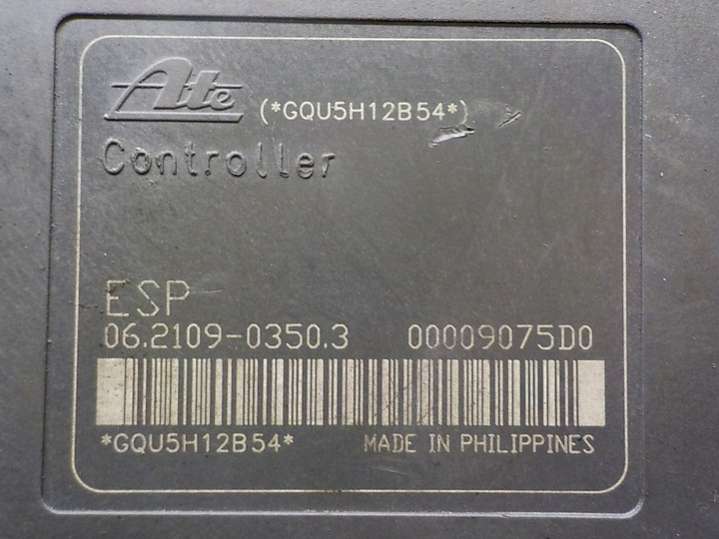 Ate (*GQU5H12B54*)
Controller
ESP
06.2109-0350.3 00009075D0
*GQU5H12B54* MADE IN PHILIPPINES